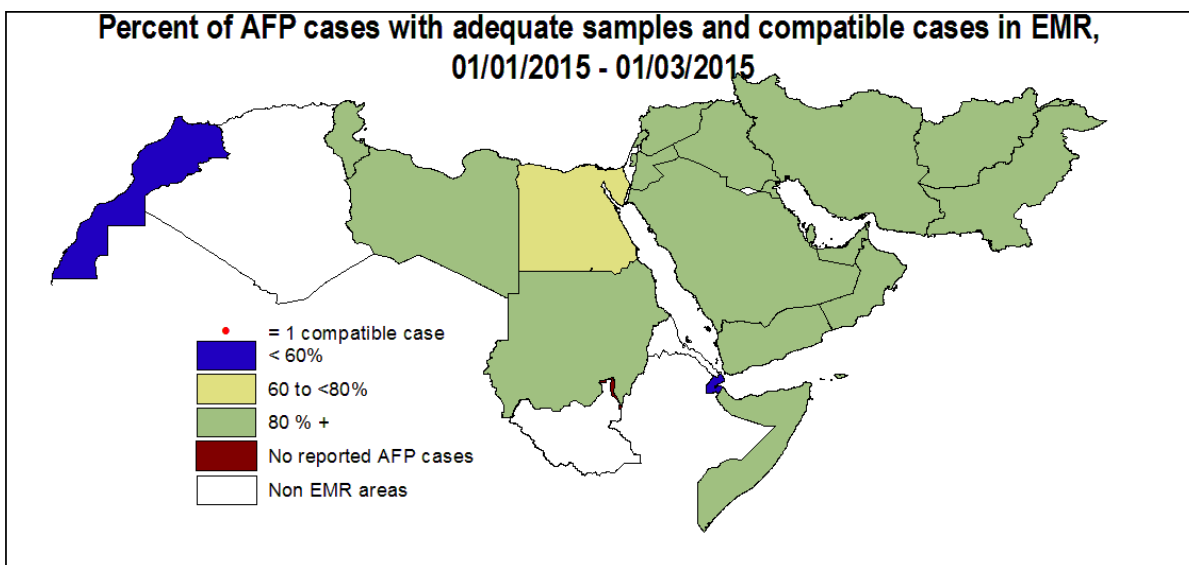 Percent of AFP cases with adequate samples and compatible cases in EMR,
01/01/2015 - 01/03/2015
= 1 compatible case
< 60%
60 to <80%
80 % +
No reported AFP cases
Non EMR areas